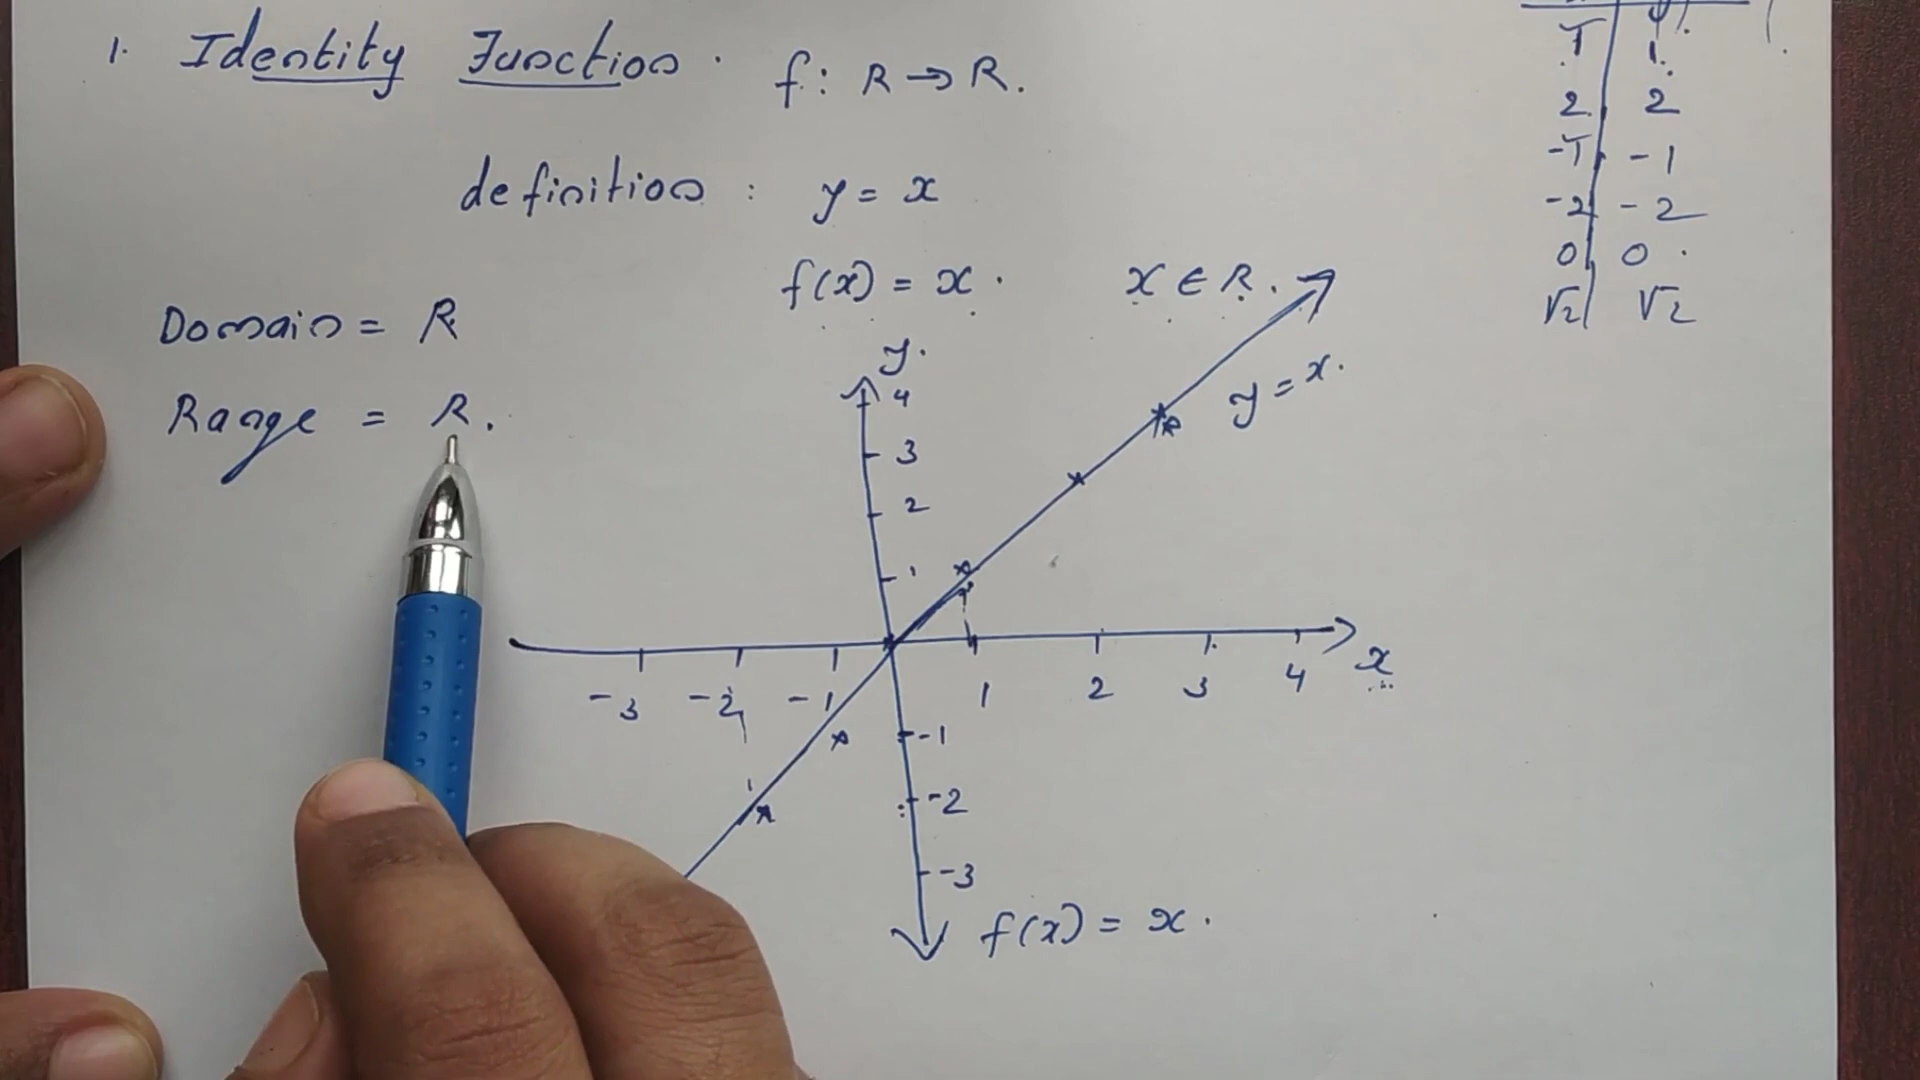 1. Identity Function. f: R → R.
definition : y = x
f(x) = x . x ∈ R.
Domain = R
Range = R.
1 1
2 2
-1 -1
-2 -2
0 0
√2 √2
y.
4
3
2
1
y = x.
-3 -2 -1 1 2 3 4 x
-1
-2
-3
f(x) = x .